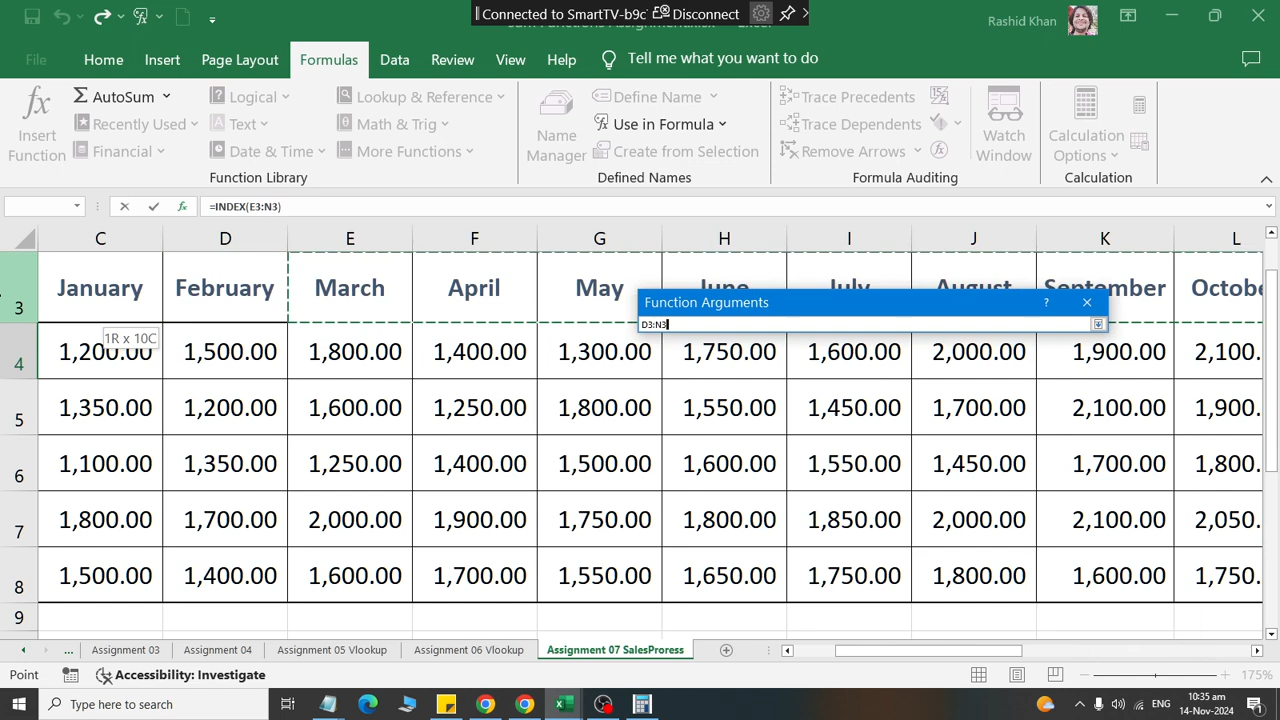 Connected to SmartTV-b9c Disconnect
Rashid Khan
File Home Insert Page Layout Formulas Data Review View Help Tell me what you want to do
Insert Function
AutoSum
Recently Used
Financial
Logical
Text
Date & Time
Lookup & Reference
Math & Trig
More Functions
Function Library
Name Manager
Define Name
Use in Formula
Create from Selection
Defined Names
Trace Precedents
Trace Dependents
Remove Arrows
Formula Auditing
Watch Window
Calculation Options
Calculation
fx =INDEX(E3:N3)
C D E F G H I J K L
3 January February March April May June July August September Octobe
Function Arguments ?
D3:N3
1R x 10C
4 1,200.00 1,500.00 1,800.00 1,400.00 1,300.00 1,750.00 1,600.00 2,000.00 1,900.00 2,100.
5 1,350.00 1,200.00 1,600.00 1,250.00 1,800.00 1,550.00 1,450.00 1,700.00 2,100.00 1,900.
6 1,100.00 1,350.00 1,250.00 1,400.00 1,500.00 1,600.00 1,550.00 1,450.00 1,700.00 1,800.
7 1,800.00 1,700.00 2,000.00 1,900.00 1,750.00 1,800.00 1,850.00 2,000.00 2,100.00 2,050.
8 1,500.00 1,400.00 1,600.00 1,700.00 1,550.00 1,650.00 1,750.00 1,800.00 1,600.00 1,750.
9
... Assignment 03 Assignment 04 Assignment 05 Vlookup Assignment 06 Vlookup Assignment 07 SalesProress
Point Accessibility: Investigate 175%
Type here to search
ENG
10:35 am
14-Nov-2024